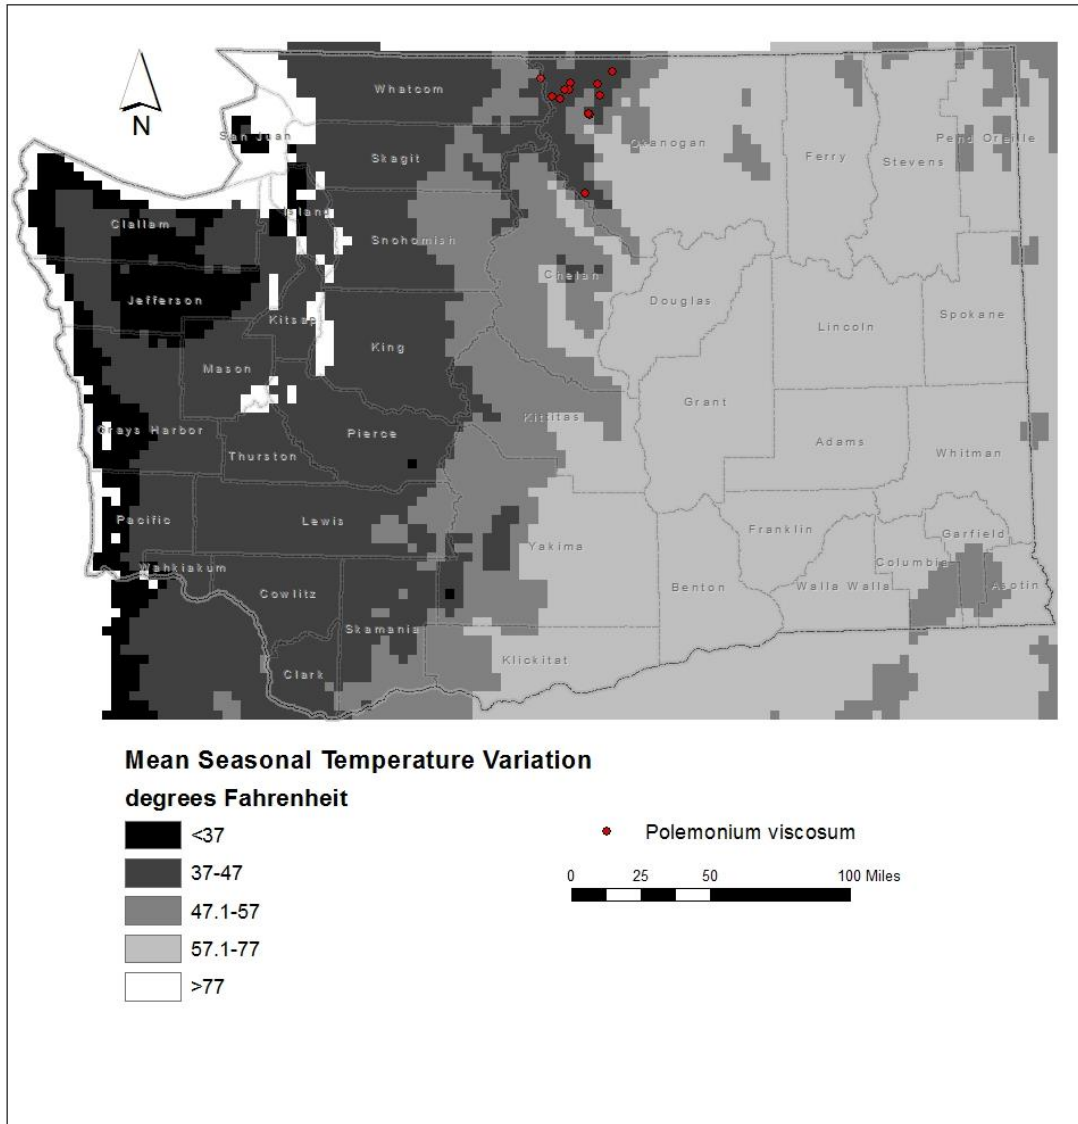 N
Whatcom
San Juan
Skagit
Okanogan
Ferry
Stevens
Pend Oreille
Island
Clallam
Snohomish
Chelan
Jefferson
Kitsap
Douglas
Lincoln
Spokane
King
Mason
Grant
Kittitas
Grays Harbor
Pierce
Adams
Thurston
Whitman
Pacific
Lewis
Franklin
Garfield
Yakima
Columbia
Wahkiakum
Cowlitz
Benton
Walla Walla
Asotin
Skamania
Klickitat
Clark
Mean Seasonal Temperature Variation
degrees Fahrenheit
<37
37-47
47.1-57
57.1-77
>77
Polemonium viscosum
0 25 50 100 Miles